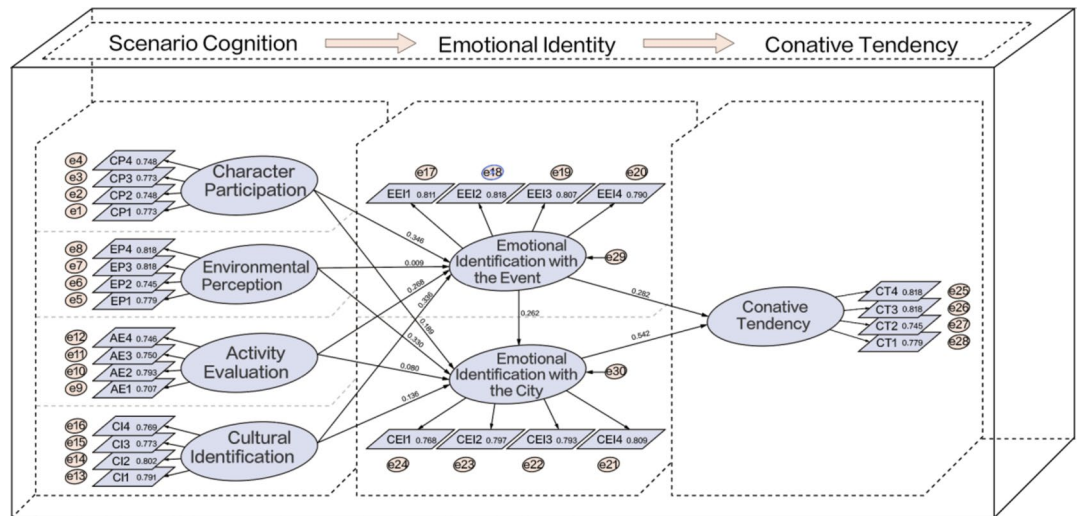 Scenario Cognition
Emotional Identity
Conative Tendency
e4 CP4 0.748
e3 CP3 0.773
e2 CP2 0.748
e1 CP1 0.773
Character
Participation
e8 EP4 0.818
e7 EP3 0.818
e6 EP2 0.745
e5 EP1 0.779
Environmental
Perception
e12 AE4 0.746
e11 AE3 0.750
e10 AE2 0.793
e9 AE1 0.707
Activity
Evaluation
e16 CI4 0.769
e15 CI3 0.773
e14 CI2 0.802
e13 CI1 0.791
Cultural
Identification
e17 e18 e19 e20
EEI1 0.811 EEI2 0.818 EEI3 0.807 EEI4 0.790
0.346
0.009
0.268
0.335
0.189
0.330
0.080
0.136
Emotional
Identification with
the Event
e29
0.262
Emotional
Identification with
the City
e30
CEI1 0.768 CEI2 0.797 CEI3 0.793 CEI4 0.809
e24 e23 e22 e21
0.282
0.542
Conative
Tendency
CT4 0.818 e25
CT3 0.818 e26
CT2 0.745 e27
CT1 0.779 e28